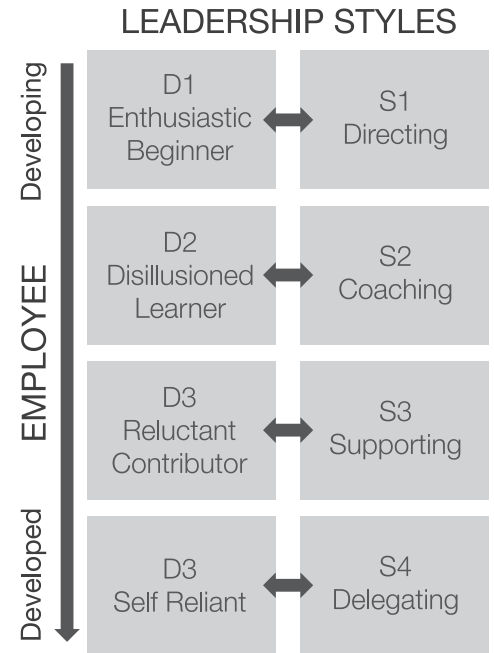 LEADERSHIP STYLES
Developing
EMPLOYEE
Developed
D1
Enthusiastic
Beginner
S1
Directing
D2
Disillusioned
Learner
S2
Coaching
D3
Reluctant
Contributor
S3
Supporting
D3
Self Reliant
S4
Delegating